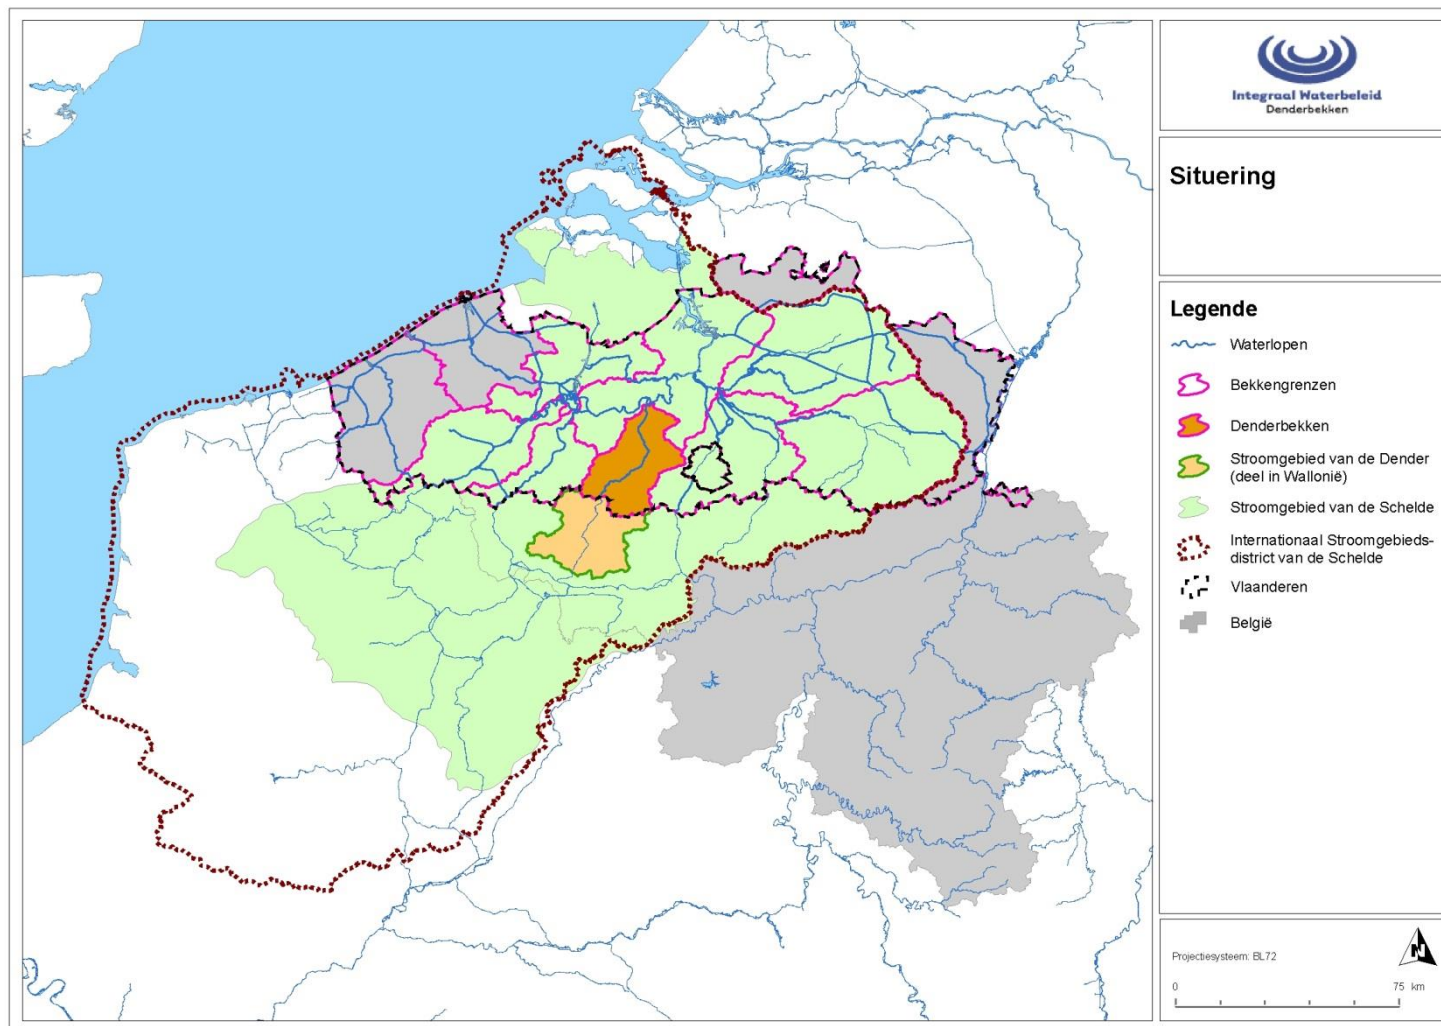 Integraal Waterbeleid
Denderbekken
Situering
Legende
Waterlopen
Bekkengrenzen
Denderbekken
Stroomgebied van de Dender
(deel in Wallonië)
Stroomgebied van de Schelde
Internationaal Stroomgebieds-
district van de Schelde
Vlaanderen
België
Projectiesysteem: BL72
N
0 75 km